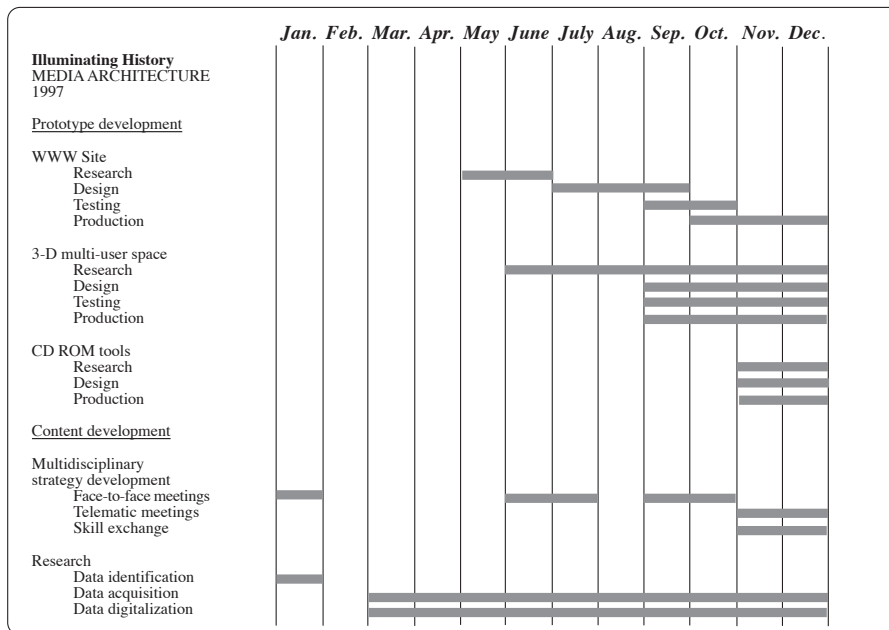 Jan. Feb. Mar. Apr. May June July Aug. Sep. Oct. Nov. Dec.
Illuminating History
MEDIA ARCHITECTURE
1997
Prototype development
WWW Site
Research
Design
Testing
Production
3-D multi-user space
Research
Design
Testing
Production
CD ROM tools
Research
Design
Production
Content development
Multidisciplinary
strategy development
Face-to-face meetings
Telematic meetings
Skill exchange
Research
Data identification
Data acquisition
Data digitalization